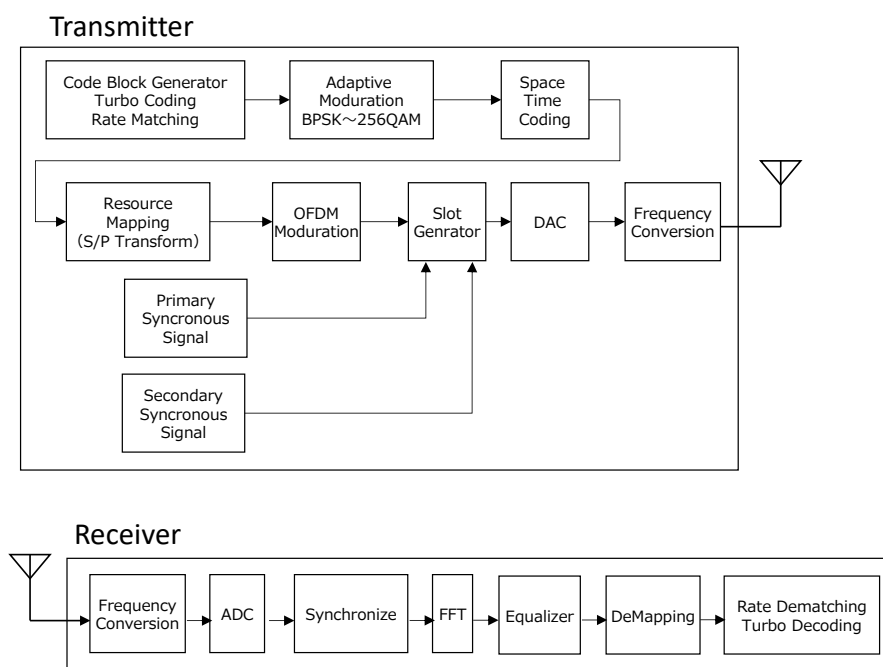 Transmitter
Code Block Generator
Turbo Coding
Rate Matching
Adaptive
Moduration
BPSK～256QAM
Space
Time
Coding
Resource
Mapping
（S/P Transform）
OFDM
Moduration
Slot
Genrator
DAC
Frequency
Conversion
Primary
Syncronous
Signal
Secondary
Syncronous
Signal
Receiver
Frequency
Conversion
ADC
Synchronize
FFT
Equalizer
DeMapping
Rate Dematching
Turbo Decoding